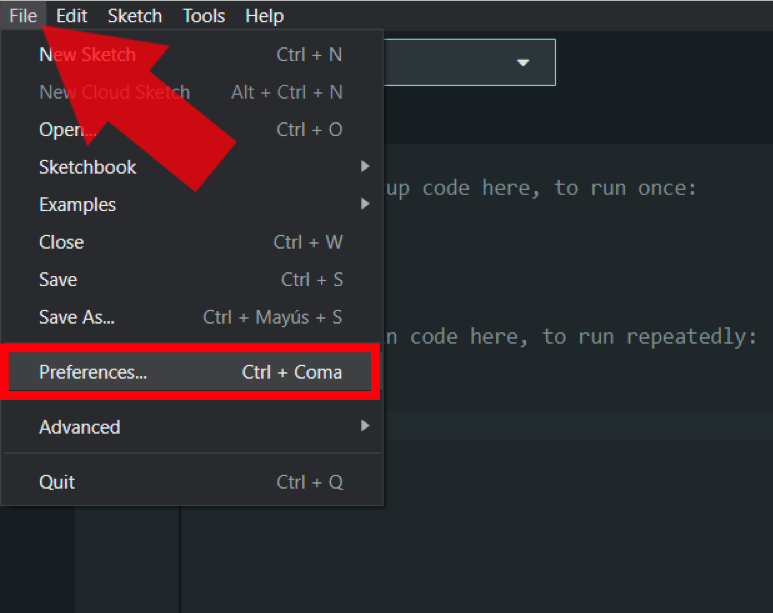 File Edit Sketch Tools Help
New Sketch Ctrl + N
New Cloud Sketch Alt + Ctrl + N
Open... Ctrl + O
Sketchbook
up code here, to run once:
Examples
Close Ctrl + W
Save Ctrl + S
Save As... Ctrl + Mayús + S
n code here, to run repeatedly:
Preferences... Ctrl + Coma
Advanced
Quit Ctrl + Q